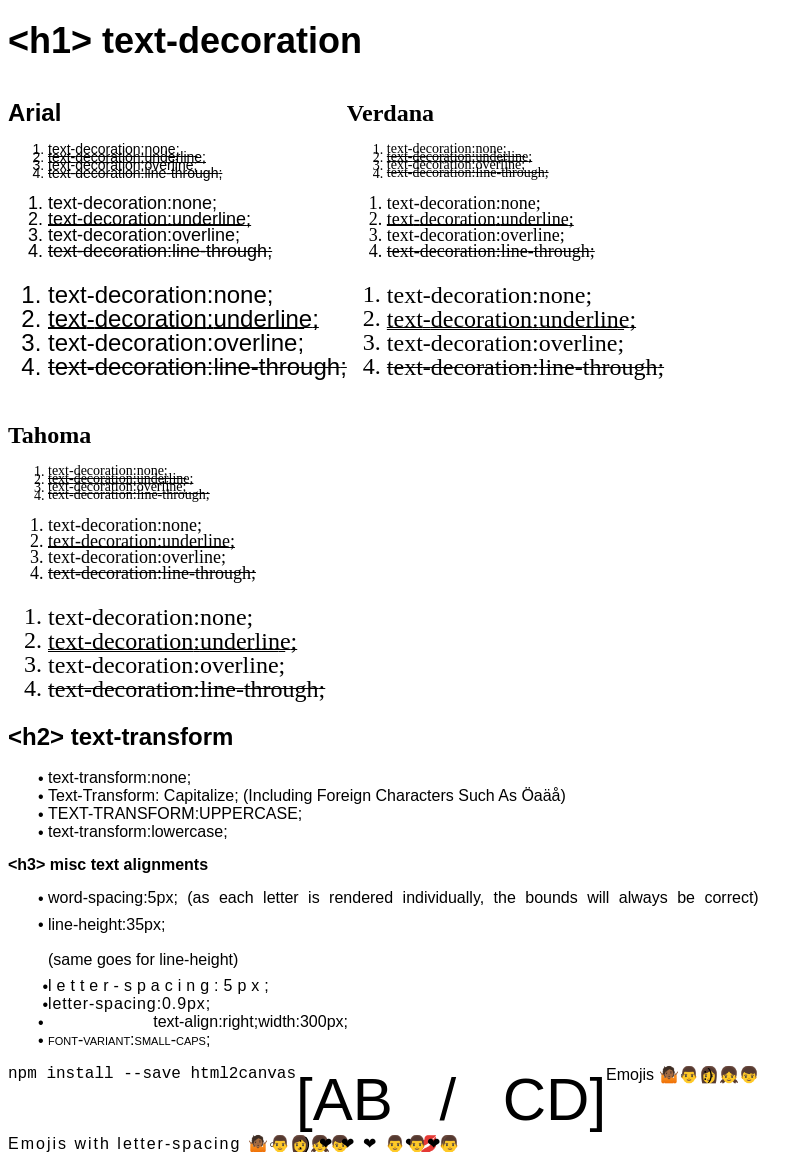 <h1> text-decoration
Arial
1. text-decoration:none;
2. text-decoration:underline;
3. text-decoration:overline;
4. text-decoration:line-through;
1. text-decoration:none;
2. text-decoration:underline;
3. text-decoration:overline;
4. text-decoration:line-through;
1. text-decoration:none;
2. text-decoration:underline;
3. text-decoration:overline;
4. text-decoration:line-through;
Verdana
1. text-decoration:none;
2. text-decoration:underline;
3. text-decoration:overline;
4. text-decoration:line-through;
1. text-decoration:none;
2. text-decoration:underline;
3. text-decoration:overline;
4. text-decoration:line-through;
1. text-decoration:none;
2. text-decoration:underline;
3. text-decoration:overline;
4. text-decoration:line-through;
Tahoma
1. text-decoration:none;
2. text-decoration:underline;
3. text-decoration:overline;
4. text-decoration:line-through;
1. text-decoration:none;
2. text-decoration:underline;
3. text-decoration:overline;
4. text-decoration:line-through;
1. text-decoration:none;
2. text-decoration:underline;
3. text-decoration:overline;
4. text-decoration:line-through;
<h2> text-transform
• text-transform:none;
• Text-Transform: Capitalize; (Including Foreign Characters Such As Öaäå)
• TEXT-TRANSFORM:UPPERCASE;
• text-transform:lowercase;
<h3> misc text alignments
• word-spacing:5px; (as each letter is rendered individually, the bounds will always be correct)
• line-height:35px;
(same goes for line-height)
• letter-spacing:5px;
• letter-spacing:0.9px;
• text-align:right;width:300px;
• FONT-VARIANT:SMALL-CAPS;
npm install --save html2canvas [AB / CD] Emojis 🤷🏾‍♂️👨‍👩‍👧‍👦
Emojis with letter-spacing 🤷🏾♂👨👩👧👦 ❤ ❤ ❤ 👨 ❤ 💋 👨